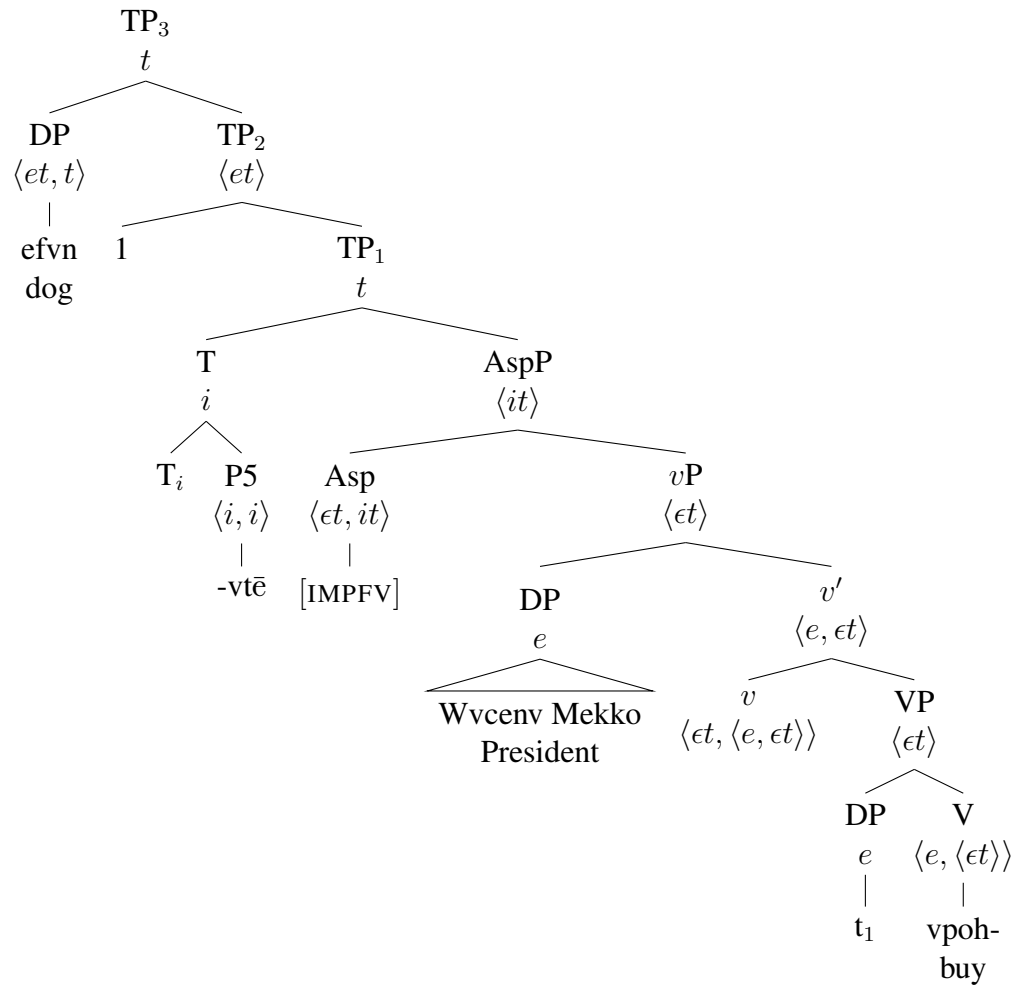 TP₃
t
DP TP₂
⟨et, t⟩ ⟨et⟩
efvn 1 TP₁
dog t
T AspP
i ⟨it⟩
Tᵢ P5 Asp vP
⟨i, i⟩ ⟨ϵt, it⟩ ⟨ϵt⟩
-vtē [IMPFV] DP v′
e ⟨e, ϵt⟩
Wvcenv Mekko v VP
President ⟨ϵt, ⟨e, ϵt⟩⟩ ⟨ϵt⟩
DP V
e ⟨e, ⟨ϵt⟩⟩
t₁ vpoh-
buy